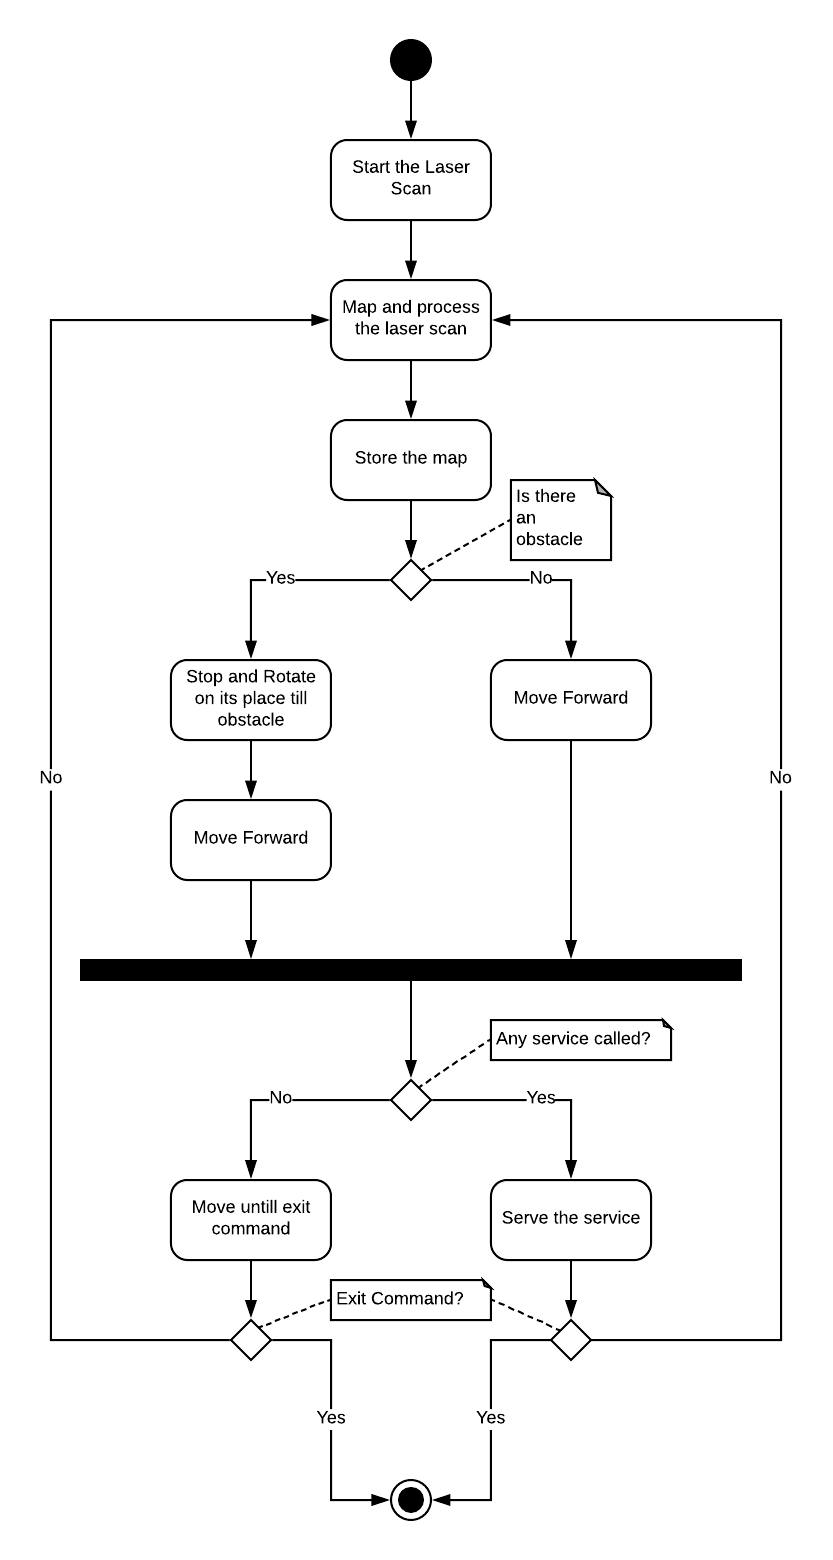 Start the Laser
Scan
Map and process
the laser scan
Store the map
Is there
an
obstacle
Yes
No
Stop and Rotate
on its place till
obstacle
Move Forward
No
No
Move Forward
Any service called?
No
Yes
Move untill exit
command
Serve the service
Exit Command?
Yes
Yes